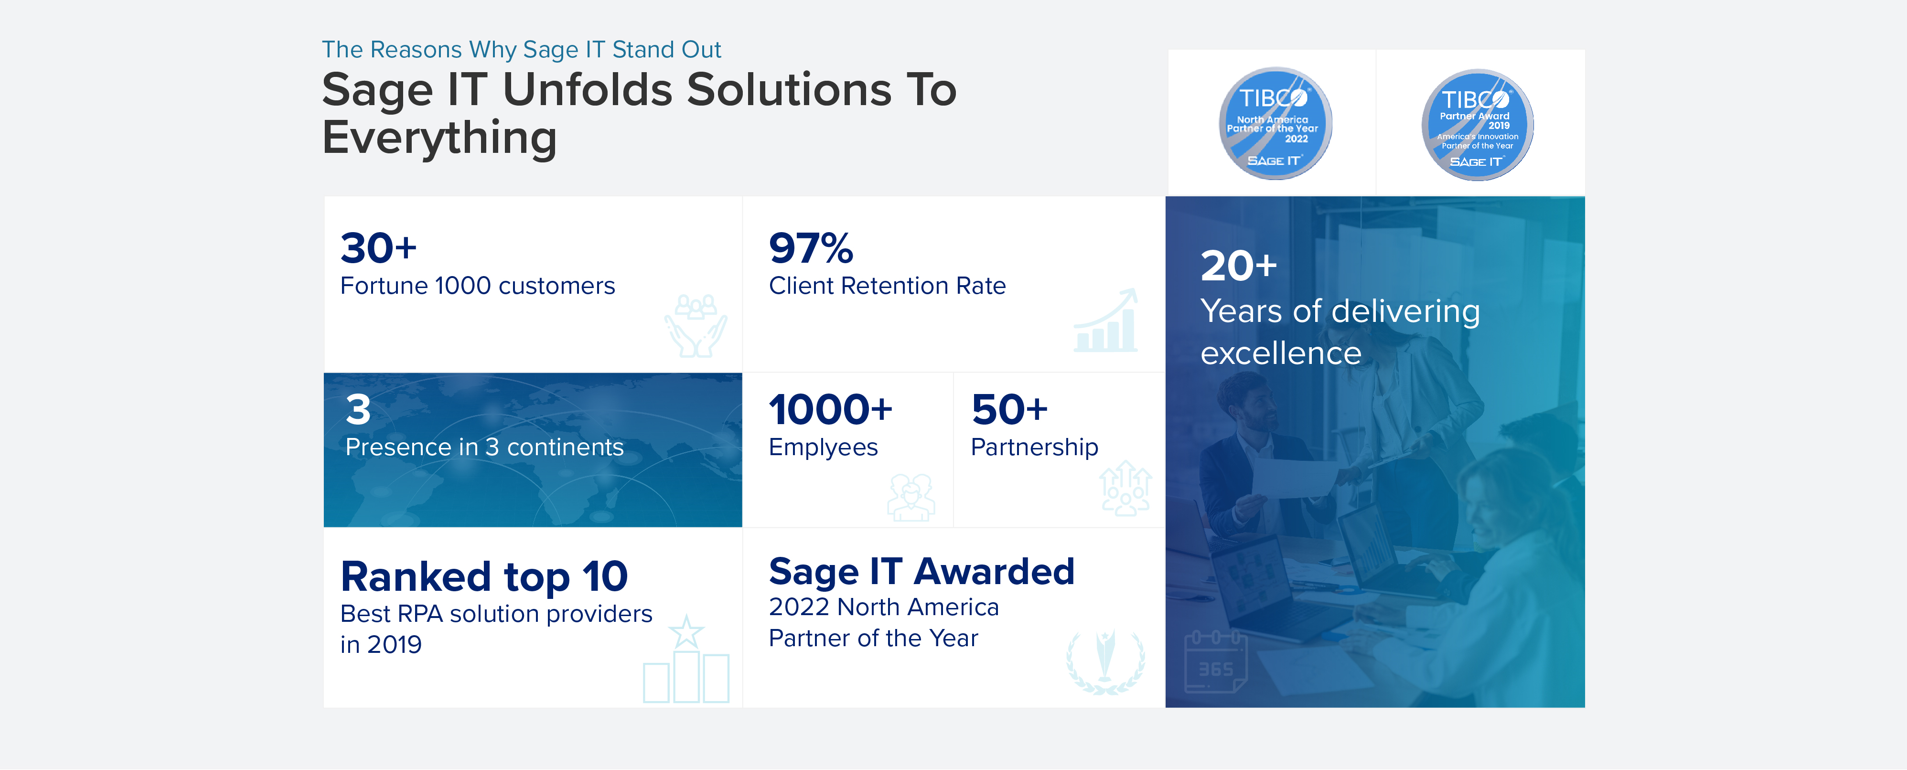 The Reasons Why Sage IT Stand Out
Sage IT Unfolds Solutions To
Everything
TIBCO
North America
Partner of the Year
2022
SAGE IT
TIBCO
Partner Award
2019
America's Innovation
Partner of the Year
SAGE IT
30+
Fortune 1000 customers
97%
Client Retention Rate
20+
Years of delivering
excellence
3
Presence in 3 continents
1000+
Emplyees
50+
Partnership
Ranked top 10
Best RPA solution providers
in 2019
Sage IT Awarded
2022 North America
Partner of the Year
365